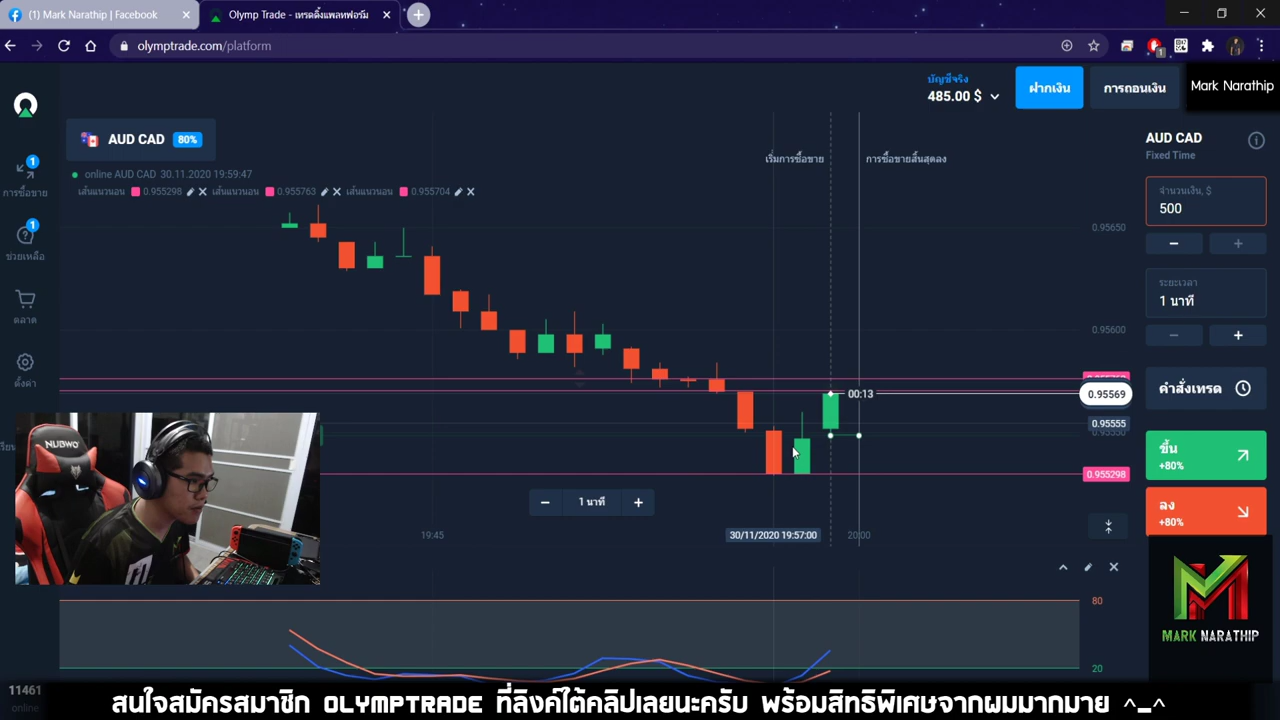 (1) Mark Narathip | Facebook
Olymp Trade - เทรดดิ้งแพลทฟอร์ม
olymptrade.com/platform
1
บัญชีจริง
485.00 $
ฝากเงิน
การถอนเงิน
Mark Narathip
AUD CAD 80%
online AUD CAD 30.11.2020 19:59:47
เส้นแนวนอน 0.955298 เส้นแนวนอน 0.955763 เส้นแนวนอน 0.955704
เริ่มการซื้อขาย
การซื้อขายสิ้นสุดลง
1
การซื้อขาย
1
ช่วยเหลือ
ตลาด
ตั้งค่า
0.95650
0.95600
00:13
0.95569
0.95555
0.955298
1 นาที
19:45
30/11/2020 19:57:00
20:00
80
20
AUD CAD
Fixed Time
จำนวนเงิน, $
500
ระยะเวลา
1 นาที
คำสั่งเทรด
ขึ้น
+80%
ลง
+80%
NUBWO
MARK NARATHIP
11461
online
สนใจสมัครสมาชิก OLYMPTRADE ที่ลิงค์ใต้คลิปเลยนะครับ พร้อมสิทธิพิเศษจากผมมากมาย ^_^